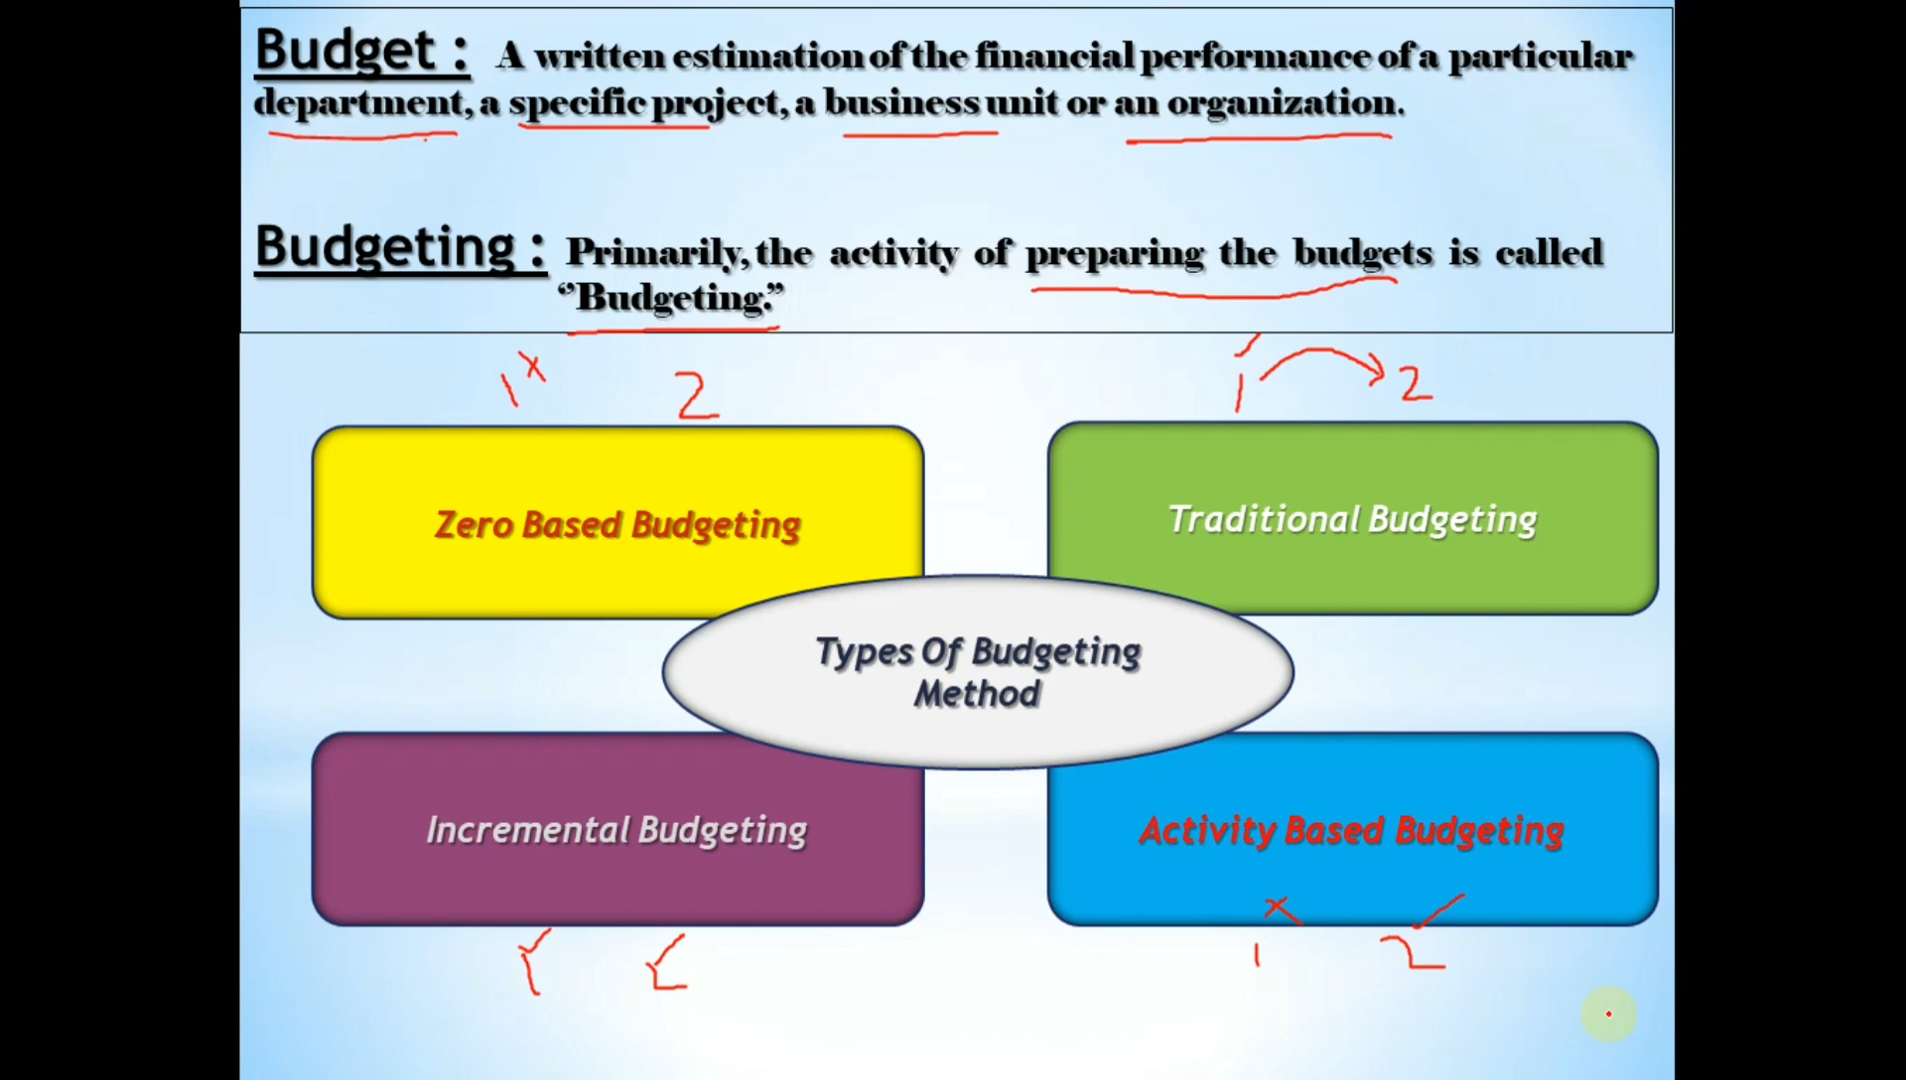 Budget : A written estimation of the financial performance of a particular
department, a specific project, a business unit or an organization.
Budgeting : Primarily, the activity of preparing the budgets is called
“Budgeting.”
1 2
1 2
Zero Based Budgeting
Traditional Budgeting
Types Of Budgeting
Method
Incremental Budgeting
Activity Based Budgeting
1 2